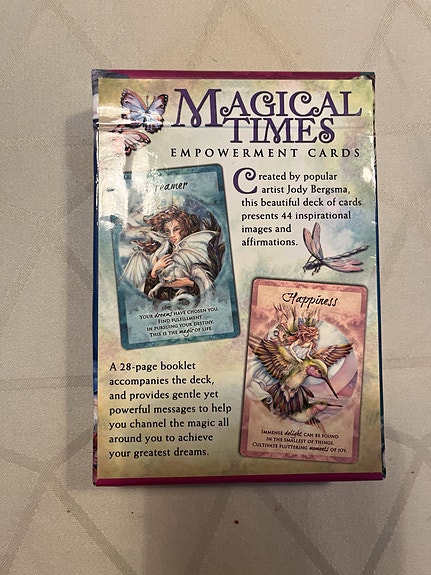 MAGICAL
TIMES
EMPOWERMENT CARDS
Created by popular
artist Jody Bergsma,
this beautiful deck of cards
presents 44 inspirational
images and
affirmations.
Dreamer
YOUR dreams HAVE CHOSEN YOU.
FIND FULFILLMENT
IN PURSUING YOUR DESTINY
THIS IS THE magic OF LIFE.
Happiness
IMMENSE delight CAN BE FOUND
IN THE SMALLEST OF THINGS.
CULTIVATE FLUTTERING moments OF JOY.
A 28-page booklet
accompanies the deck,
and provides gentle yet
powerful messages to help
you channel the magic all
around you to achieve
your greatest dreams.